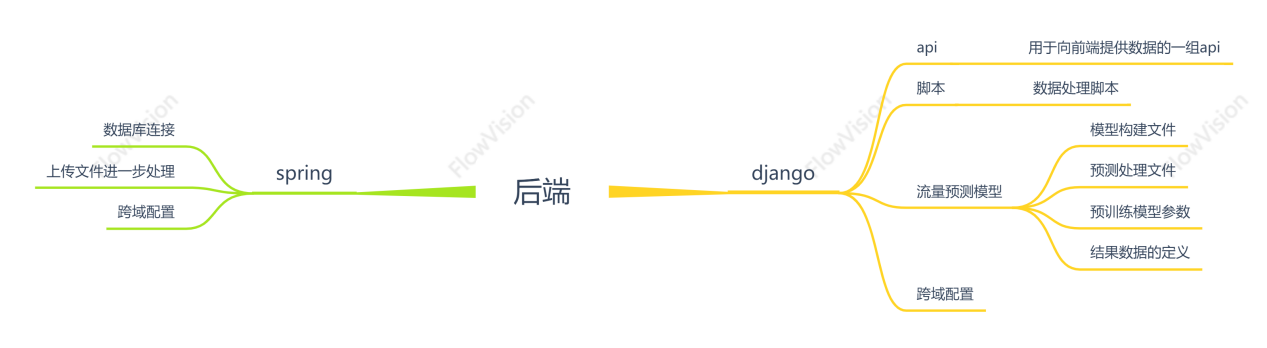 后端
spring
数据库连接
上传文件进一步处理
跨域配置
django
api
用于向前端提供数据的一组api
脚本
数据处理脚本
流量预测模型
模型构建文件
预测处理文件
预训练模型参数
结果数据的定义
跨域配置
FlowVision
FlowVision
FlowVision
FlowVision